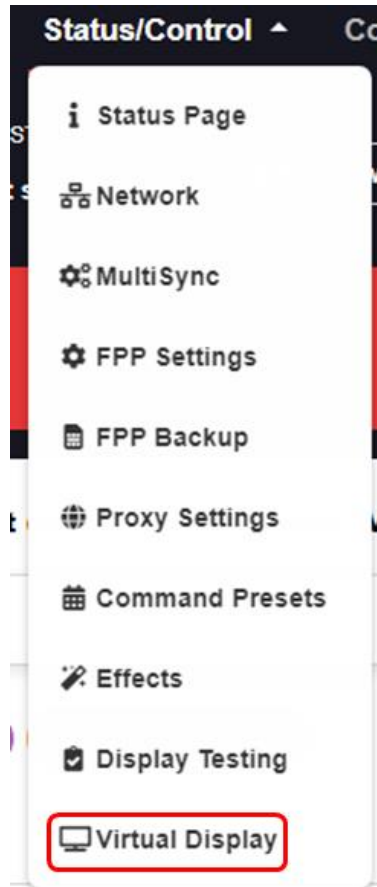 Status/Control
Status Page
Network
MultiSync
FPP Settings
FPP Backup
Proxy Settings
Command Presets
Effects
Display Testing
Virtual Display